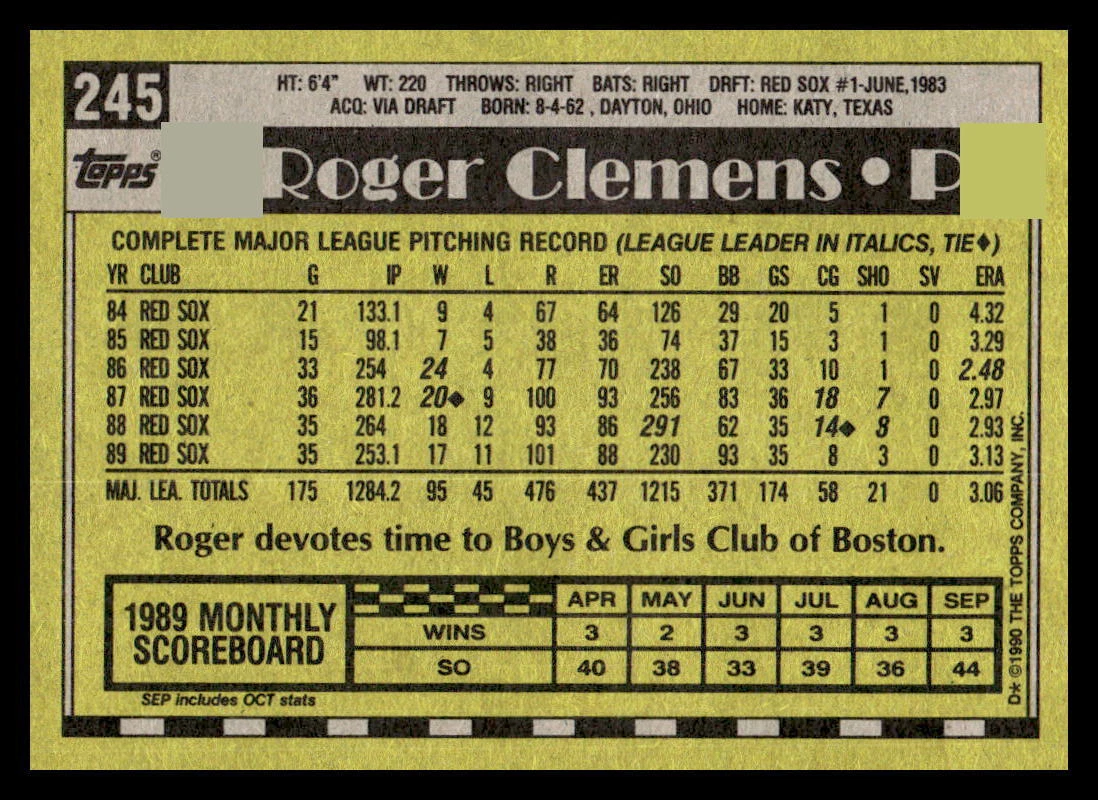 245
HT: 6'4" WT: 220 THROWS: RIGHT BATS: RIGHT DRFT: RED SOX #1-JUNE,1983
ACQ: VIA DRAFT BORN: 8-4-62 , DAYTON, OHIO HOME: KATY, TEXAS
TOPPS®
Roger Clemens • P
COMPLETE MAJOR LEAGUE PITCHING RECORD (LEAGUE LEADER IN ITALICS, TIE♦)
YR CLUB G IP W L R ER SO BB GS CG SHO SV ERA
84 RED SOX 21 133.1 9 4 67 64 126 29 20 5 1 0 4.32
85 RED SOX 15 98.1 7 5 38 36 74 37 15 3 1 0 3.29
86 RED SOX 33 254 24 4 77 70 238 67 33 10 1 0 2.48
87 RED SOX 36 281.2 20♦ 9 100 93 256 83 36 18 7 0 2.97
88 RED SOX 35 264 18 12 93 86 291 62 35 14♦ 8 0 2.93
89 RED SOX 35 253.1 17 11 101 88 230 93 35 8 3 0 3.13
MAJ. LEA. TOTALS 175 1284.2 95 45 476 437 1215 371 174 58 21 0 3.06
Roger devotes time to Boys & Girls Club of Boston.
1989 MONTHLY
SCOREBOARD
APR MAY JUN JUL AUG SEP
WINS 3 2 3 3 3 3
SO 40 38 33 39 36 44
SEP includes OCT stats
D★ ©1990 THE TOPPS COMPANY, INC.